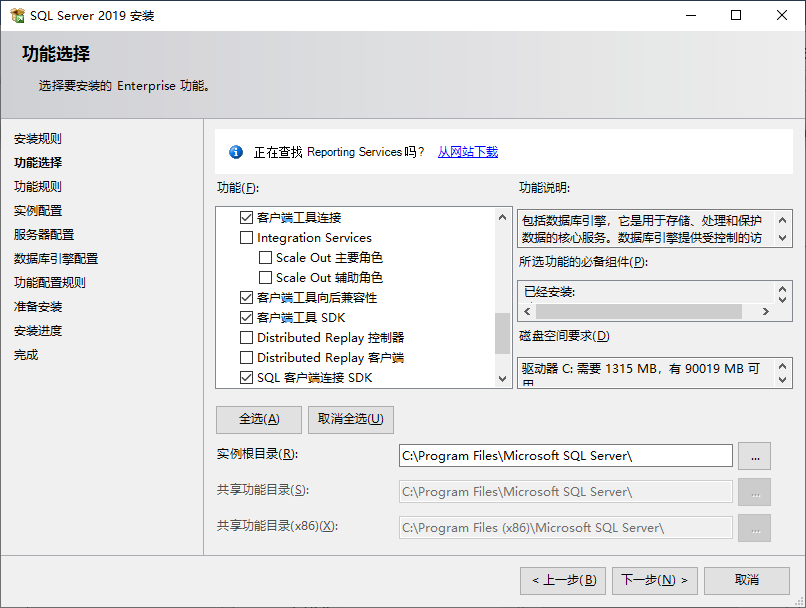 SQL Server 2019 安装
功能选择
选择要安装的 Enterprise 功能。
安装规则
功能选择
功能规则
实例配置
服务器配置
数据库引擎配置
功能配置规则
准备安装
安装进度
完成
正在查找 Reporting Services 吗? 从网站下载
功能(F):
客户端工具连接
Integration Services
Scale Out 主要角色
Scale Out 辅助角色
客户端工具向后兼容性
客户端工具 SDK
Distributed Replay 控制器
Distributed Replay 客户端
SQL 客户端连接 SDK
功能说明:
包括数据库引擎，它是用于存储、处理和保护
数据的核心服务。数据库引擎提供受控制的访
所选功能的必备组件(P):
已经安装:
磁盘空间要求(D)
驱动器 C: 需要 1315 MB，有 90019 MB 可
用
全选(A)
取消全选(U)
实例根目录(R):
C:\Program Files\Microsoft SQL Server\
...
共享功能目录(S):
C:\Program Files\Microsoft SQL Server\
...
共享功能目录(x86)(X):
C:\Program Files (x86)\Microsoft SQL Server\
...
< 上一步(B)
下一步(N) >
取消